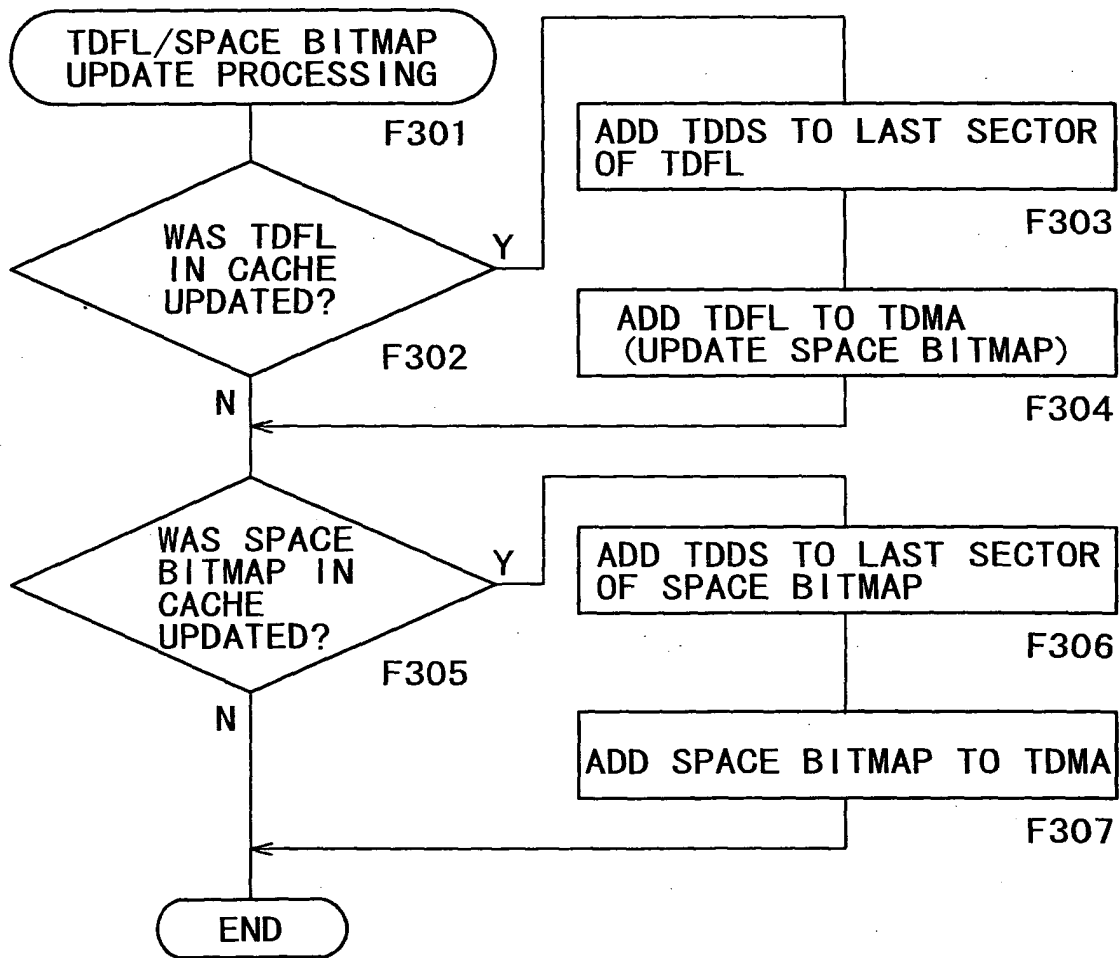 TDFL/SPACE BITMAP
UPDATE PROCESSING
F301
WAS TDFL
IN CACHE
UPDATED?
Y
F302
N
ADD TDDS TO LAST SECTOR
OF TDFL
F303
ADD TDFL TO TDMA
(UPDATE SPACE BITMAP)
F304
WAS SPACE
BITMAP IN
CACHE
UPDATED?
Y
F305
N
ADD TDDS TO LAST SECTOR
OF SPACE BITMAP
F306
ADD SPACE BITMAP TO TDMA
F307
END